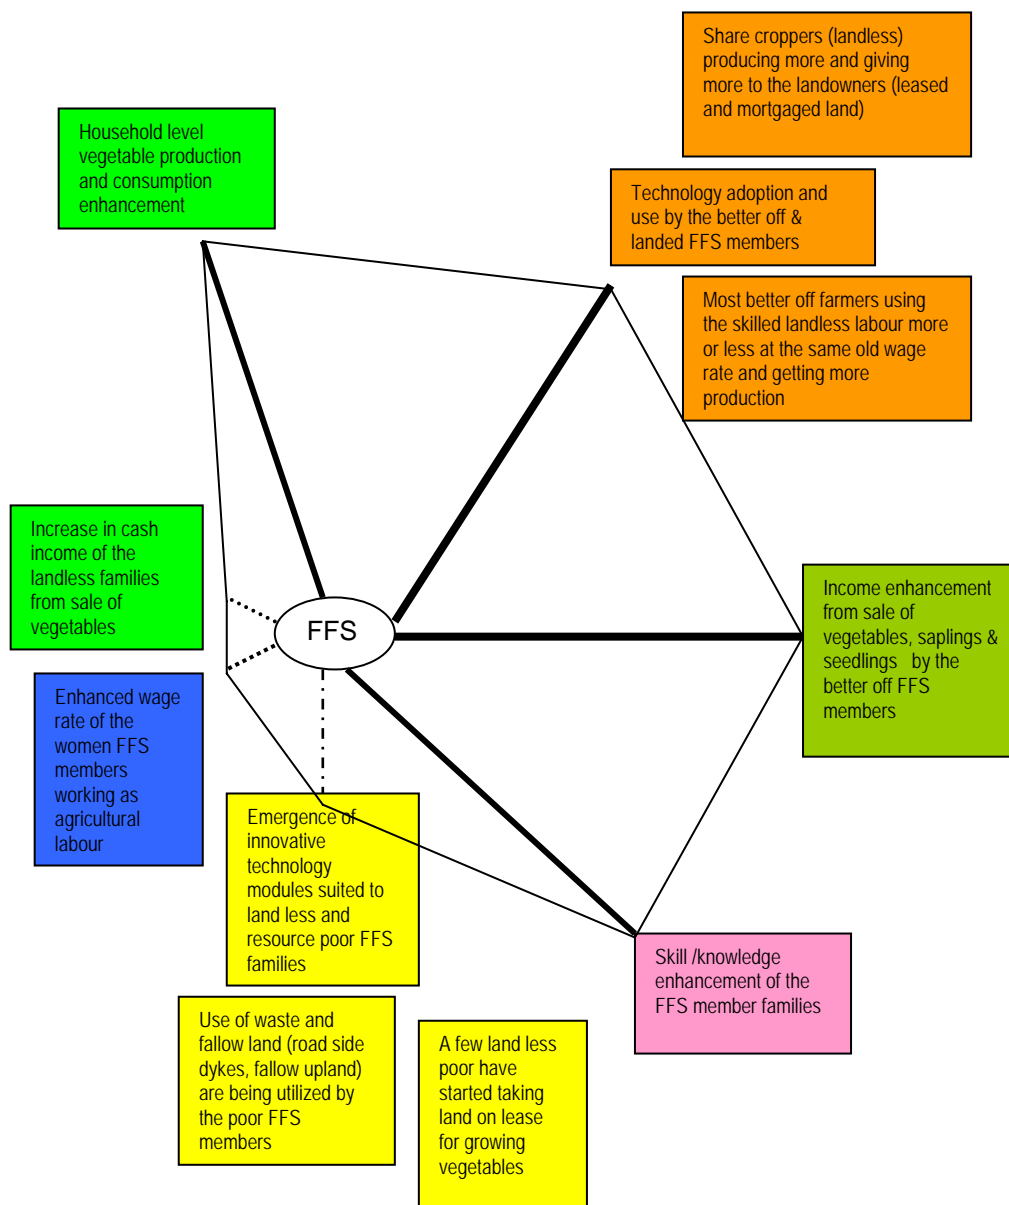 Share croppers (landless)
producing more and giving
more to the landowners (leased
and mortgaged land)
Household level
vegetable production
and consumption
enhancement
Technology adoption and
use by the better off &
landed FFS members
Most better off farmers using
the skilled landless labour more
or less at the same old wage
rate and getting more
production
Increase in cash
income of the
landless families
from sale of
vegetables
FFS
Income enhancement
from sale of
vegetables, saplings &
seedlings by the
better off FFS
members
Enhanced wage
rate of the
women FFS
members
working as
agricultural
labour
Emergence of
innovative
technology
modules suited to
land less and
resource poor FFS
families
Skill /knowledge
enhancement of the
FFS member families
Use of waste and
fallow land (road side
dykes, fallow upland)
are being utilized by
the poor FFS
members
A few land less
poor have
started taking
land on lease
for growing
vegetables